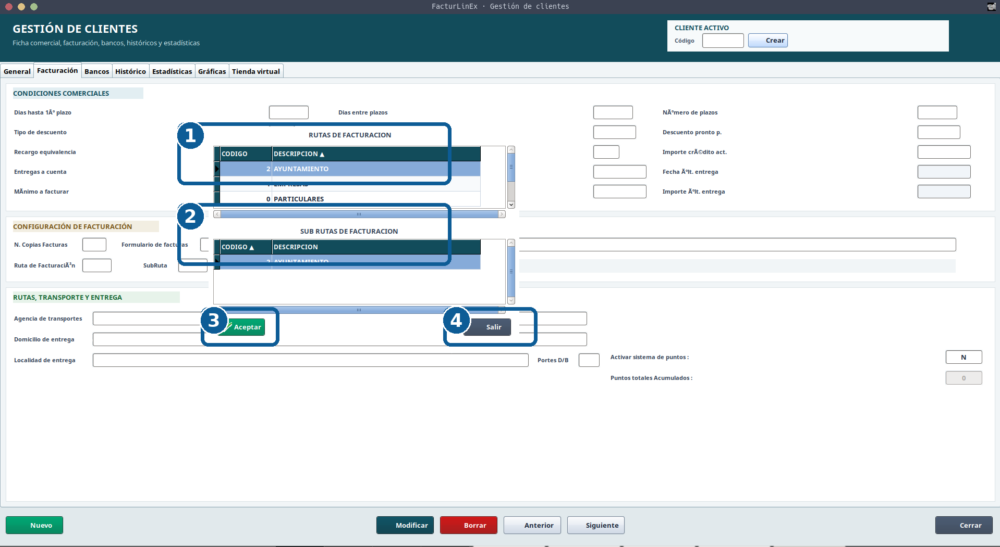 FacturLinEx · Gestión de clientes
GESTIÓN DE CLIENTES
Ficha comercial, facturación, bancos, históricos y estadísticas
CLIENTE ACTIVO
Código
Crear
General Facturación Bancos Histórico Estadísticas Gráficas Tienda virtual
CONDICIONES COMERCIALES
Dias hasta 1Âº plazo
Dias entre plazos
NÃºmero de plazos
Tipo de descuento
Descuento pronto p.
Recargo equivalencia
Importe crÃ©dito act.
Entregas a cuenta
Fecha Ãºlt. entrega
MÃnimo a facturar
Importe Ãºlt. entrega
1
RUTAS DE FACTURACION
CODIGO DESCRIPCION ▲
2 AYUNTAMIENTO
EMPRESAS
0 PARTICULARES
2
SUB RUTAS DE FACTURACION
CODIGO ▲ DESCRIPCION
2 AYUNTAMIENTO
CONFIGURACIÓN DE FACTURACIÓN
N. Copias Facturas
Formulario de facturas
Ruta de FacturaciÃ³n
SubRuta
RUTAS, TRANSPORTE Y ENTREGA
Agencia de transportes
3
Aceptar
4
Salir
Domicilio de entrega
Localidad de entrega
Portes D/B
Activar sistema de puntos :
N
Puntos totales Acumulados :
0
Nuevo
Modificar
Borrar
Anterior
Siguiente
Cerrar